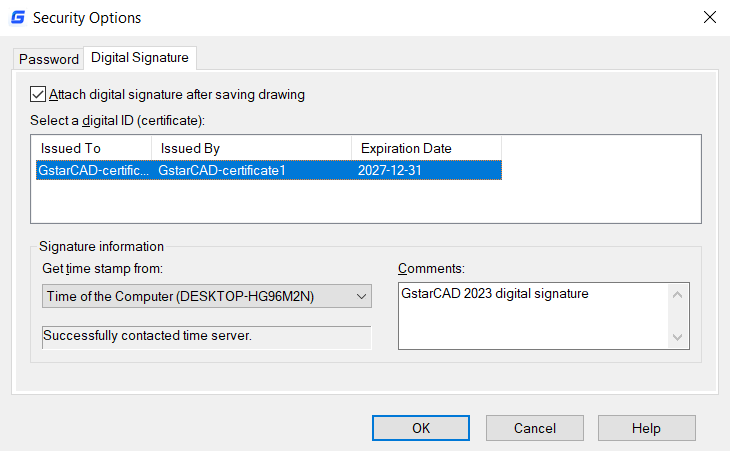 Security Options
Password Digital Signature
Attach digital signature after saving drawing
Select a digital ID (certificate):
Issued To Issued By Expiration Date
GstarCAD-certific... GstarCAD-certificate1 2027-12-31
Signature information
Get time stamp from: Comments:
Time of the Computer (DESKTOP-HG96M2N) GstarCAD 2023 digital signature
Successfully contacted time server.
OK Cancel Help